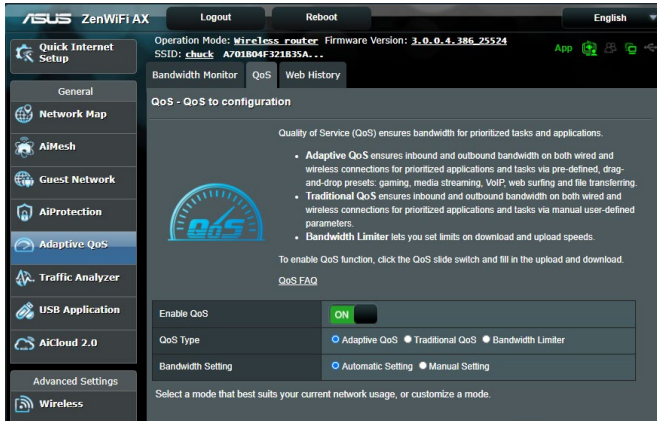 ASUS ZenWiFi AX Logout Reboot English
Quick Internet Setup
Operation Mode: Wireless router Firmware Version: 3.0.0.4.386_25524
SSID: chuck A701B04F321B35A...
App
Bandwidth Monitor QoS Web History
General
Network Map
AiMesh
Guest Network
AiProtection
Adaptive QoS
Traffic Analyzer
USB Application
AiCloud 2.0
Advanced Settings
Wireless
QoS - QoS to configuration
QoS
Quality of Service (QoS) ensures bandwidth for prioritized tasks and applications.
• Adaptive QoS ensures inbound and outbound bandwidth on both wired and
wireless connections for prioritized applications and tasks via pre-defined, drag-
and-drop presets: gaming, media streaming, VoIP, web surfing and file transferring.
• Traditional QoS ensures inbound and outbound bandwidth on both wired and
wireless connections for prioritized applications and tasks via manual user-defined
parameters.
• Bandwidth Limiter lets you set limits on download and upload speeds.
To enable QoS function, click the QoS slide switch and fill in the upload and download.
QoS FAQ
Enable QoS ON
QoS Type Adaptive QoS Traditional QoS Bandwidth Limiter
Bandwidth Setting Automatic Setting Manual Setting
Select a mode that best suits your current network usage, or customize a mode.